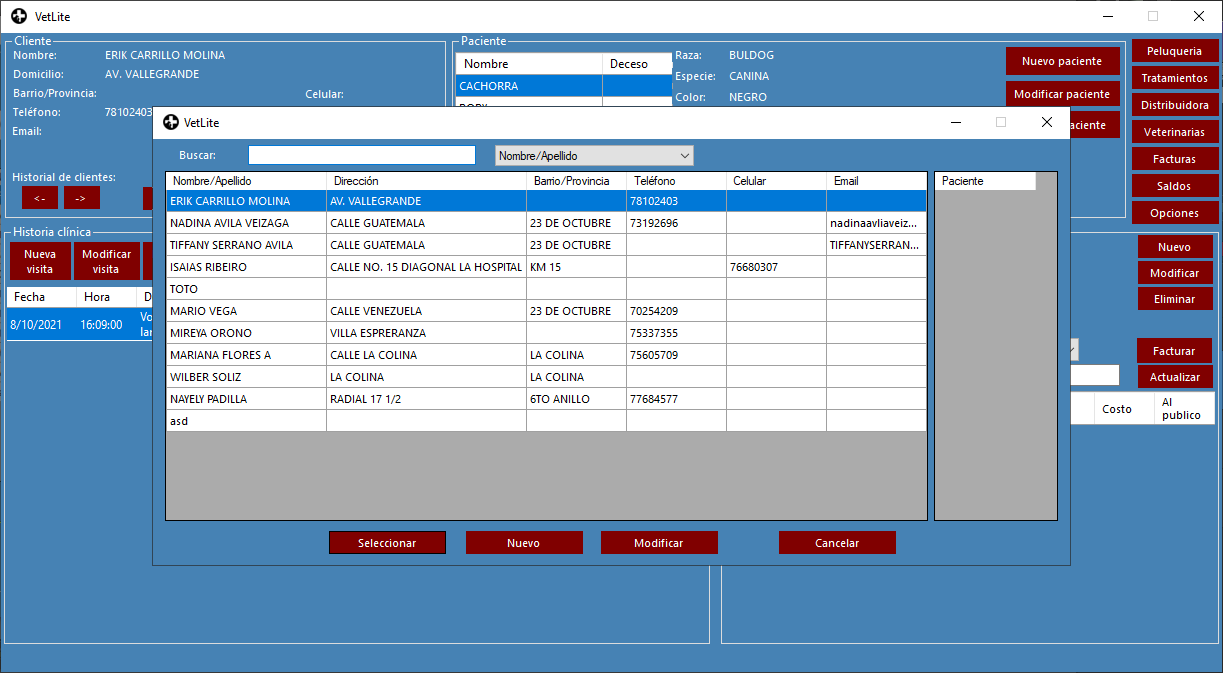 VetLite
Cliente
Nombre: ERIK CARRILLO MOLINA
Domicilio: AV. VALLEGRANDE
Barrio/Provincia: Celular:
Teléfono: 78102403
Email:
Historial de clientes:
<- ->
Paciente
Nombre Deceso
CACHORRA
Raza: BULDOG
Especie: CANINA
Color: NEGRO
Nuevo paciente
Modificar paciente
aciente
Peluqueria
Tratamientos
Distribuidora
Veterinarias
Facturas
Saldos
Opciones
Historia clínica
Nueva visita
Modificar visita
Fecha Hora D
8/10/2021 16:09:00 Vo
lar
Nuevo
Modificar
Eliminar
Facturar
Actualizar
Costo Al publico
VetLite
Buscar: Nombre/Apellido
Nombre/Apellido Dirección Barrio/Provincia Teléfono Celular Email
ERIK CARRILLO MOLINA AV. VALLEGRANDE 78102403
NADINA AVILA VEIZAGA CALLE GUATEMALA 23 DE OCTUBRE 73192696 nadinaavliaveiz...
TIFFANY SERRANO AVILA CALLE GUATEMALA 23 DE OCTUBRE TIFFANYSERRAN...
ISAIAS RIBEIRO CALLE NO. 15 DIAGONAL LA HOSPITAL KM 15 76680307
TOTO
MARIO VEGA CALLE VENEZUELA 23 DE OCTUBRE 70254209
MIREYA ORONO VILLA ESPRERANZA 75337355
MARIANA FLORES A CALLE LA COLINA LA COLINA 75605709
WILBER SOLIZ LA COLINA LA COLINA
NAYELY PADILLA RADIAL 17 1/2 6TO ANILLO 77684577
asd
Paciente
Seleccionar Nuevo Modificar Cancelar